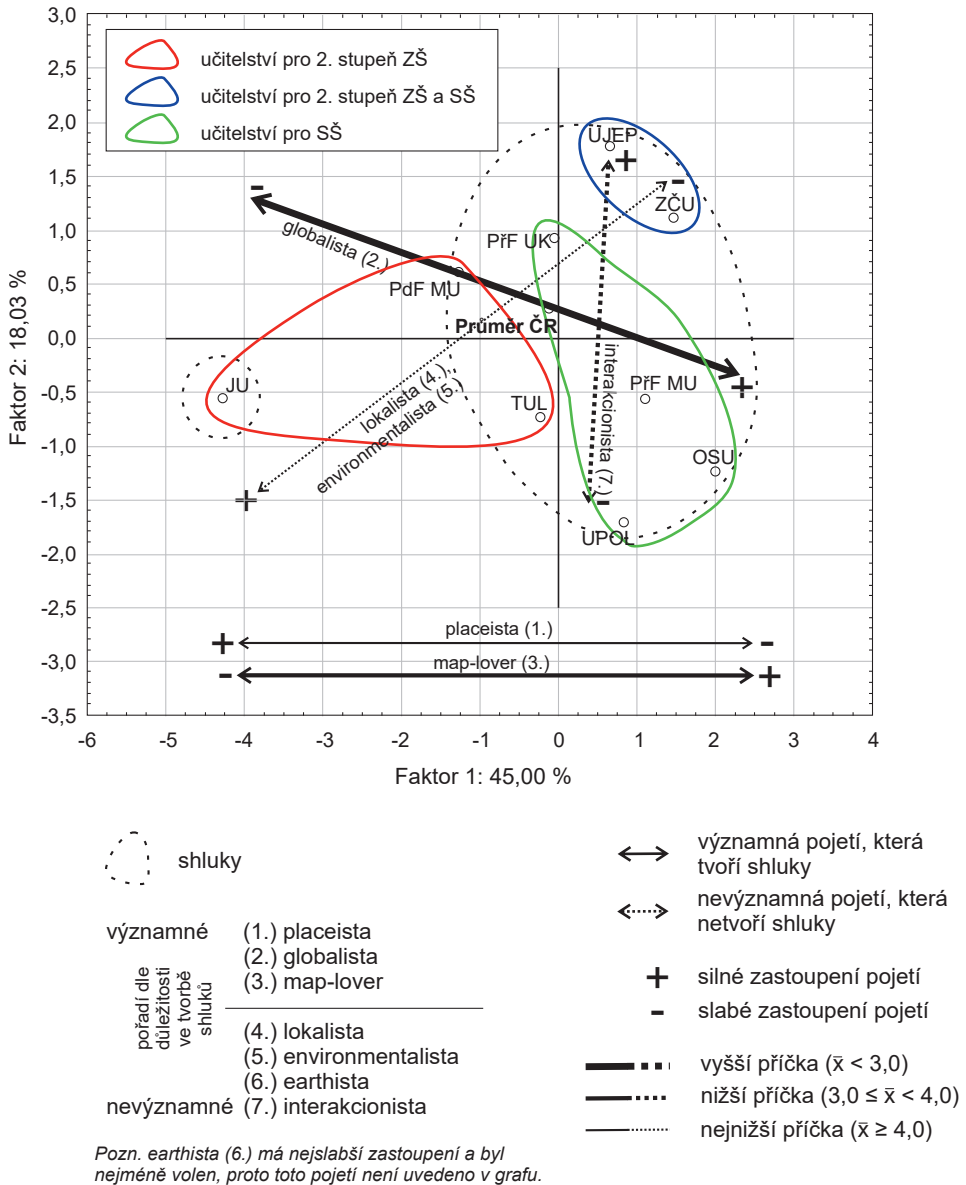 3,0
2,5
2,0
1,5
1,0
0,5
0,0
-0,5
-1,0
-1,5
-2,0
-2,5
-3,0
-3,5
Faktor 2: 18,03 %
učitelství pro 2. stupeň ZŠ
učitelství pro 2. stupeň ZŠ a SŠ
učitelství pro SŠ
UJEP
+
-
ZČU
-
globalista (2.)
PřF UK
PdF MU
Průměr ČR
interakcionista (7.)
PřF MU
+
JU
lokalista (4.),
environmentalista (5.)
TUL
OSU
+
-
UPOL
+ placeista (1.) -
- map-lover (3.) +
-6 -5 -4 -3 -2 -1 0 1 2 3 4
Faktor 1: 45,00 %
shluky
významné
pořadí dle
důležitosti
ve tvorbě
shluků
(1.) placeista
(2.) globalista
(3.) map-lover
(4.) lokalista
(5.) environmentalista
(6.) earthista
nevýznamné (7.) interakcionista
Pozn. earthista (6.) má nejslabší zastoupení a byl
nejméně volen, proto toto pojetí není uvedeno v grafu.
významná pojetí, která
tvoří shluky
nevýznamná pojetí, která
netvoří shluky
+ silné zastoupení pojetí
- slabé zastoupení pojetí
vyšší příčka (x̄ < 3,0)
nižší příčka (3,0 ≤ x̄ < 4,0)
nejnižší příčka (x̄ ≥ 4,0)